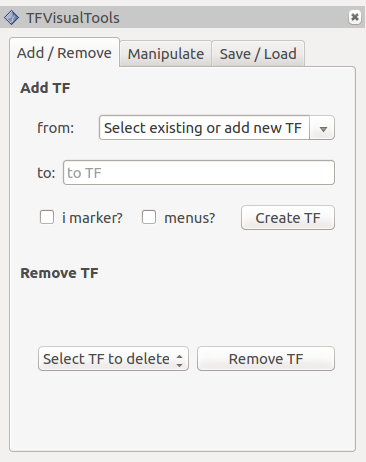 TFVisualTools
Add / Remove Manipulate Save / Load
Add TF
from: Select existing or add new TF
to: to TF
i marker? menus? Create TF
Remove TF
Select TF to delete Remove TF